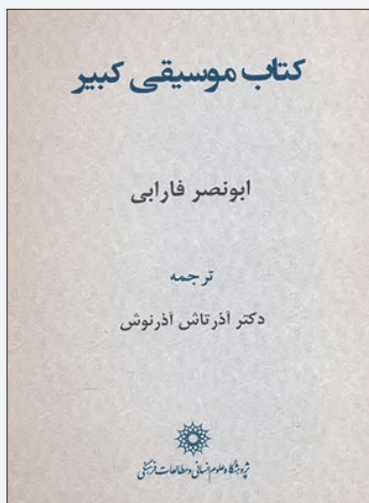 کتاب موسیقی کبیر
ابونصر فارابی
ترجمه
دکتر آذرتاش آذرنوش
پژوهشگاه علوم انسانی و مطالعات فرهنگی